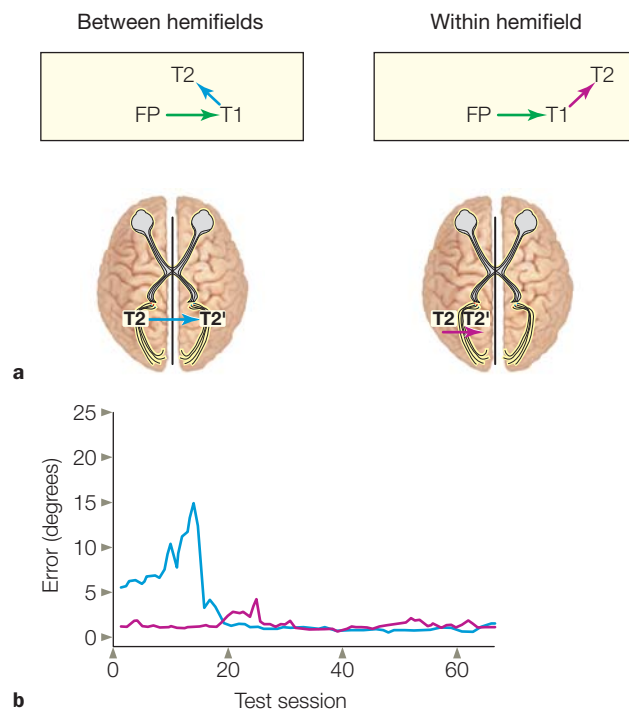 Between hemifields
Within hemifield
T2
FP T1
T2
FP T1
T2 T2'
T2 T2'
a
25
20
15
10
5
0
Error (degrees)
0 20 40 60
Test session
b